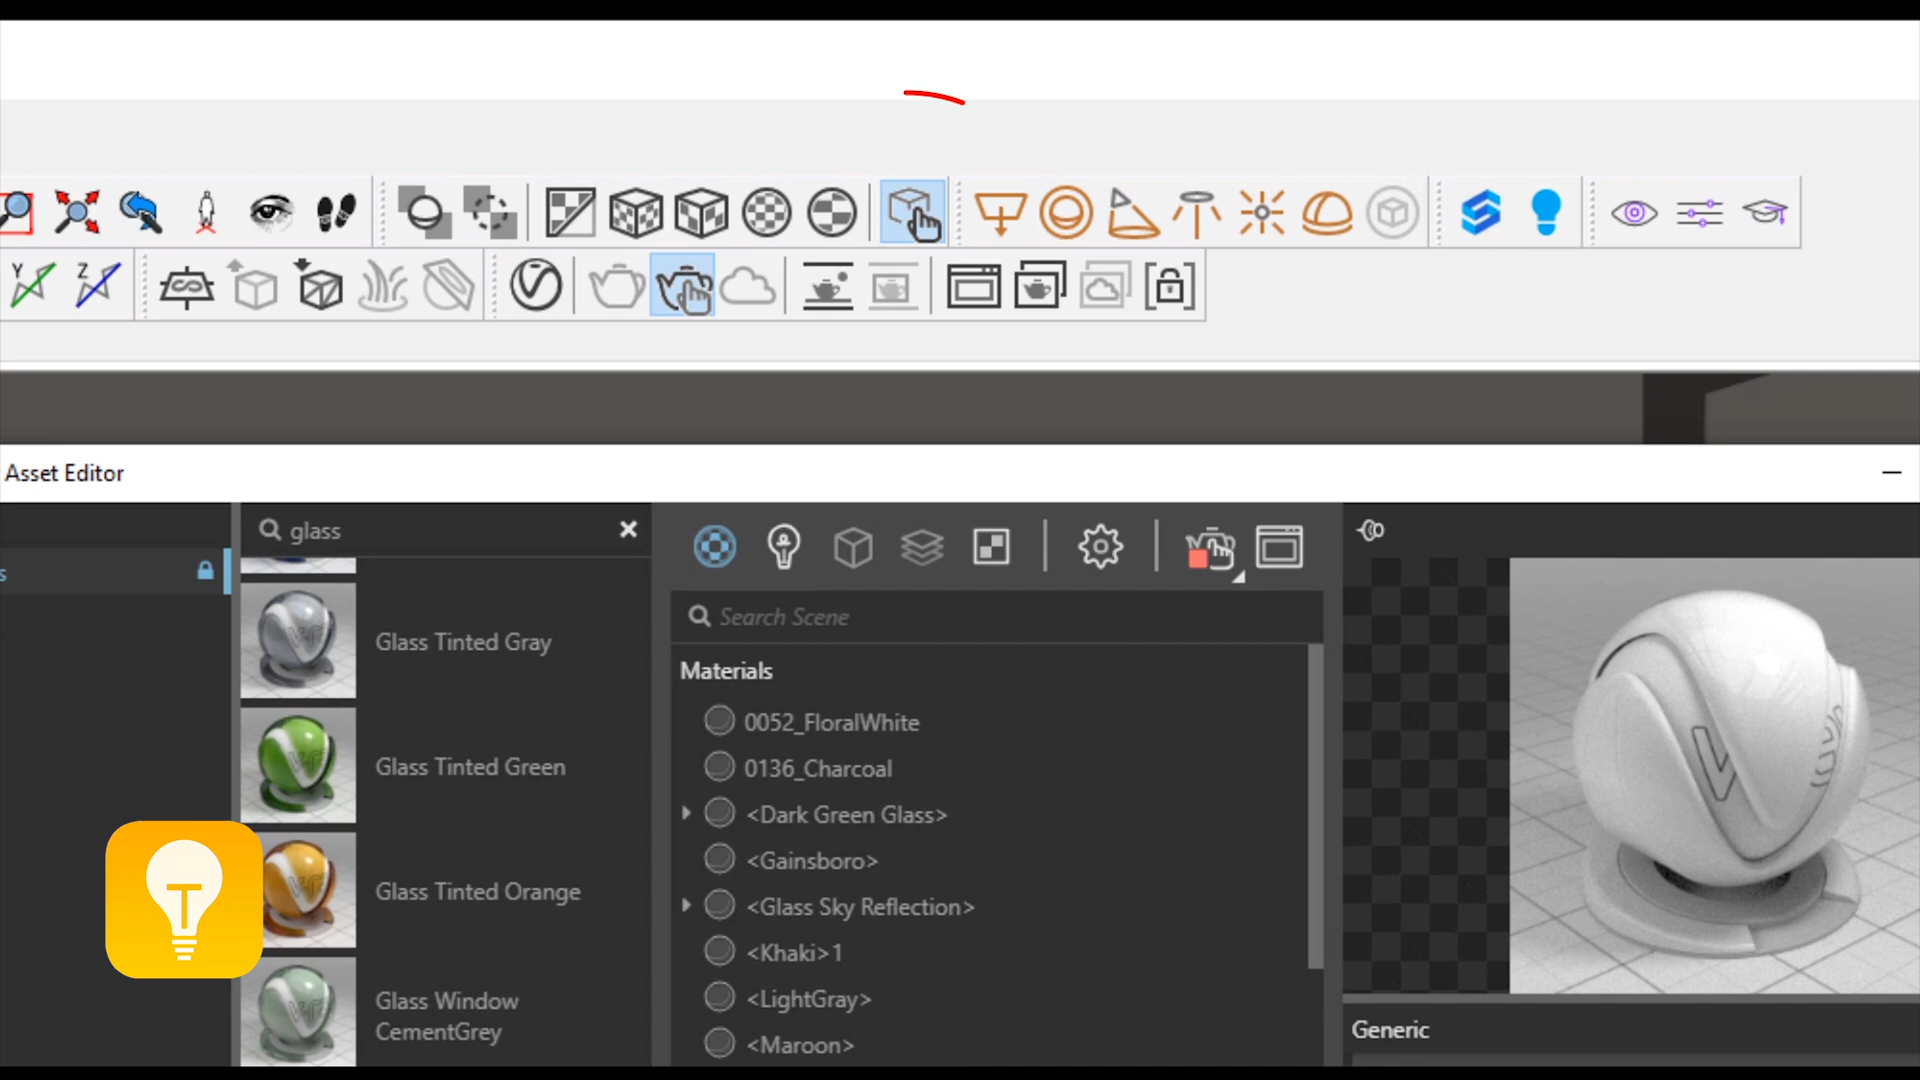 Y
Z
Asset Editor
s
glass
Glass Tinted Gray
Glass Tinted Green
Glass Tinted Orange
Glass Window
CementGrey
Search Scene
Materials
0052_FloralWhite
0136_Charcoal
<Dark Green Glass>
<Gainsboro>
<Glass Sky Reflection>
<Khaki>1
<LightGray>
<Maroon>
Generic
T